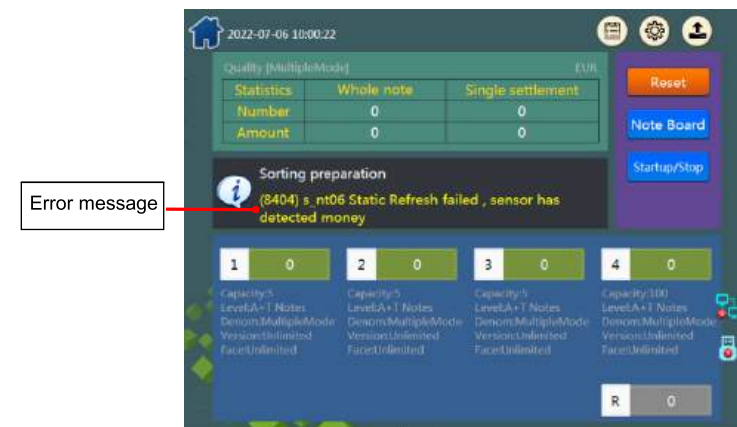 2022-07-06 10:00:22
Quality [MultipleMode] EUR
Statistics Whole note Single settlement
Number 0 0
Amount 0 0
Reset
Note Board
Startup/Stop
Error message
Sorting preparation
(8404) s_nt06 Static Refresh failed , sensor has
detected money
1 0 2 0 3 0 4 0
Capacity:5 Capacity:5 Capacity:5 Capacity:100
Level:A+T Notes Level:A+T Notes Level:A+T Notes Level:A+T Notes
Denom:MultipleMode Denom:MultipleMode Denom:MultipleMode Denom:MultipleMode
Version:Unlimited Version:Unlimited Version:Unlimited Version:Unlimited
Face:Unlimited Face:Unlimited Face:Unlimited Face:Unlimited
R 0